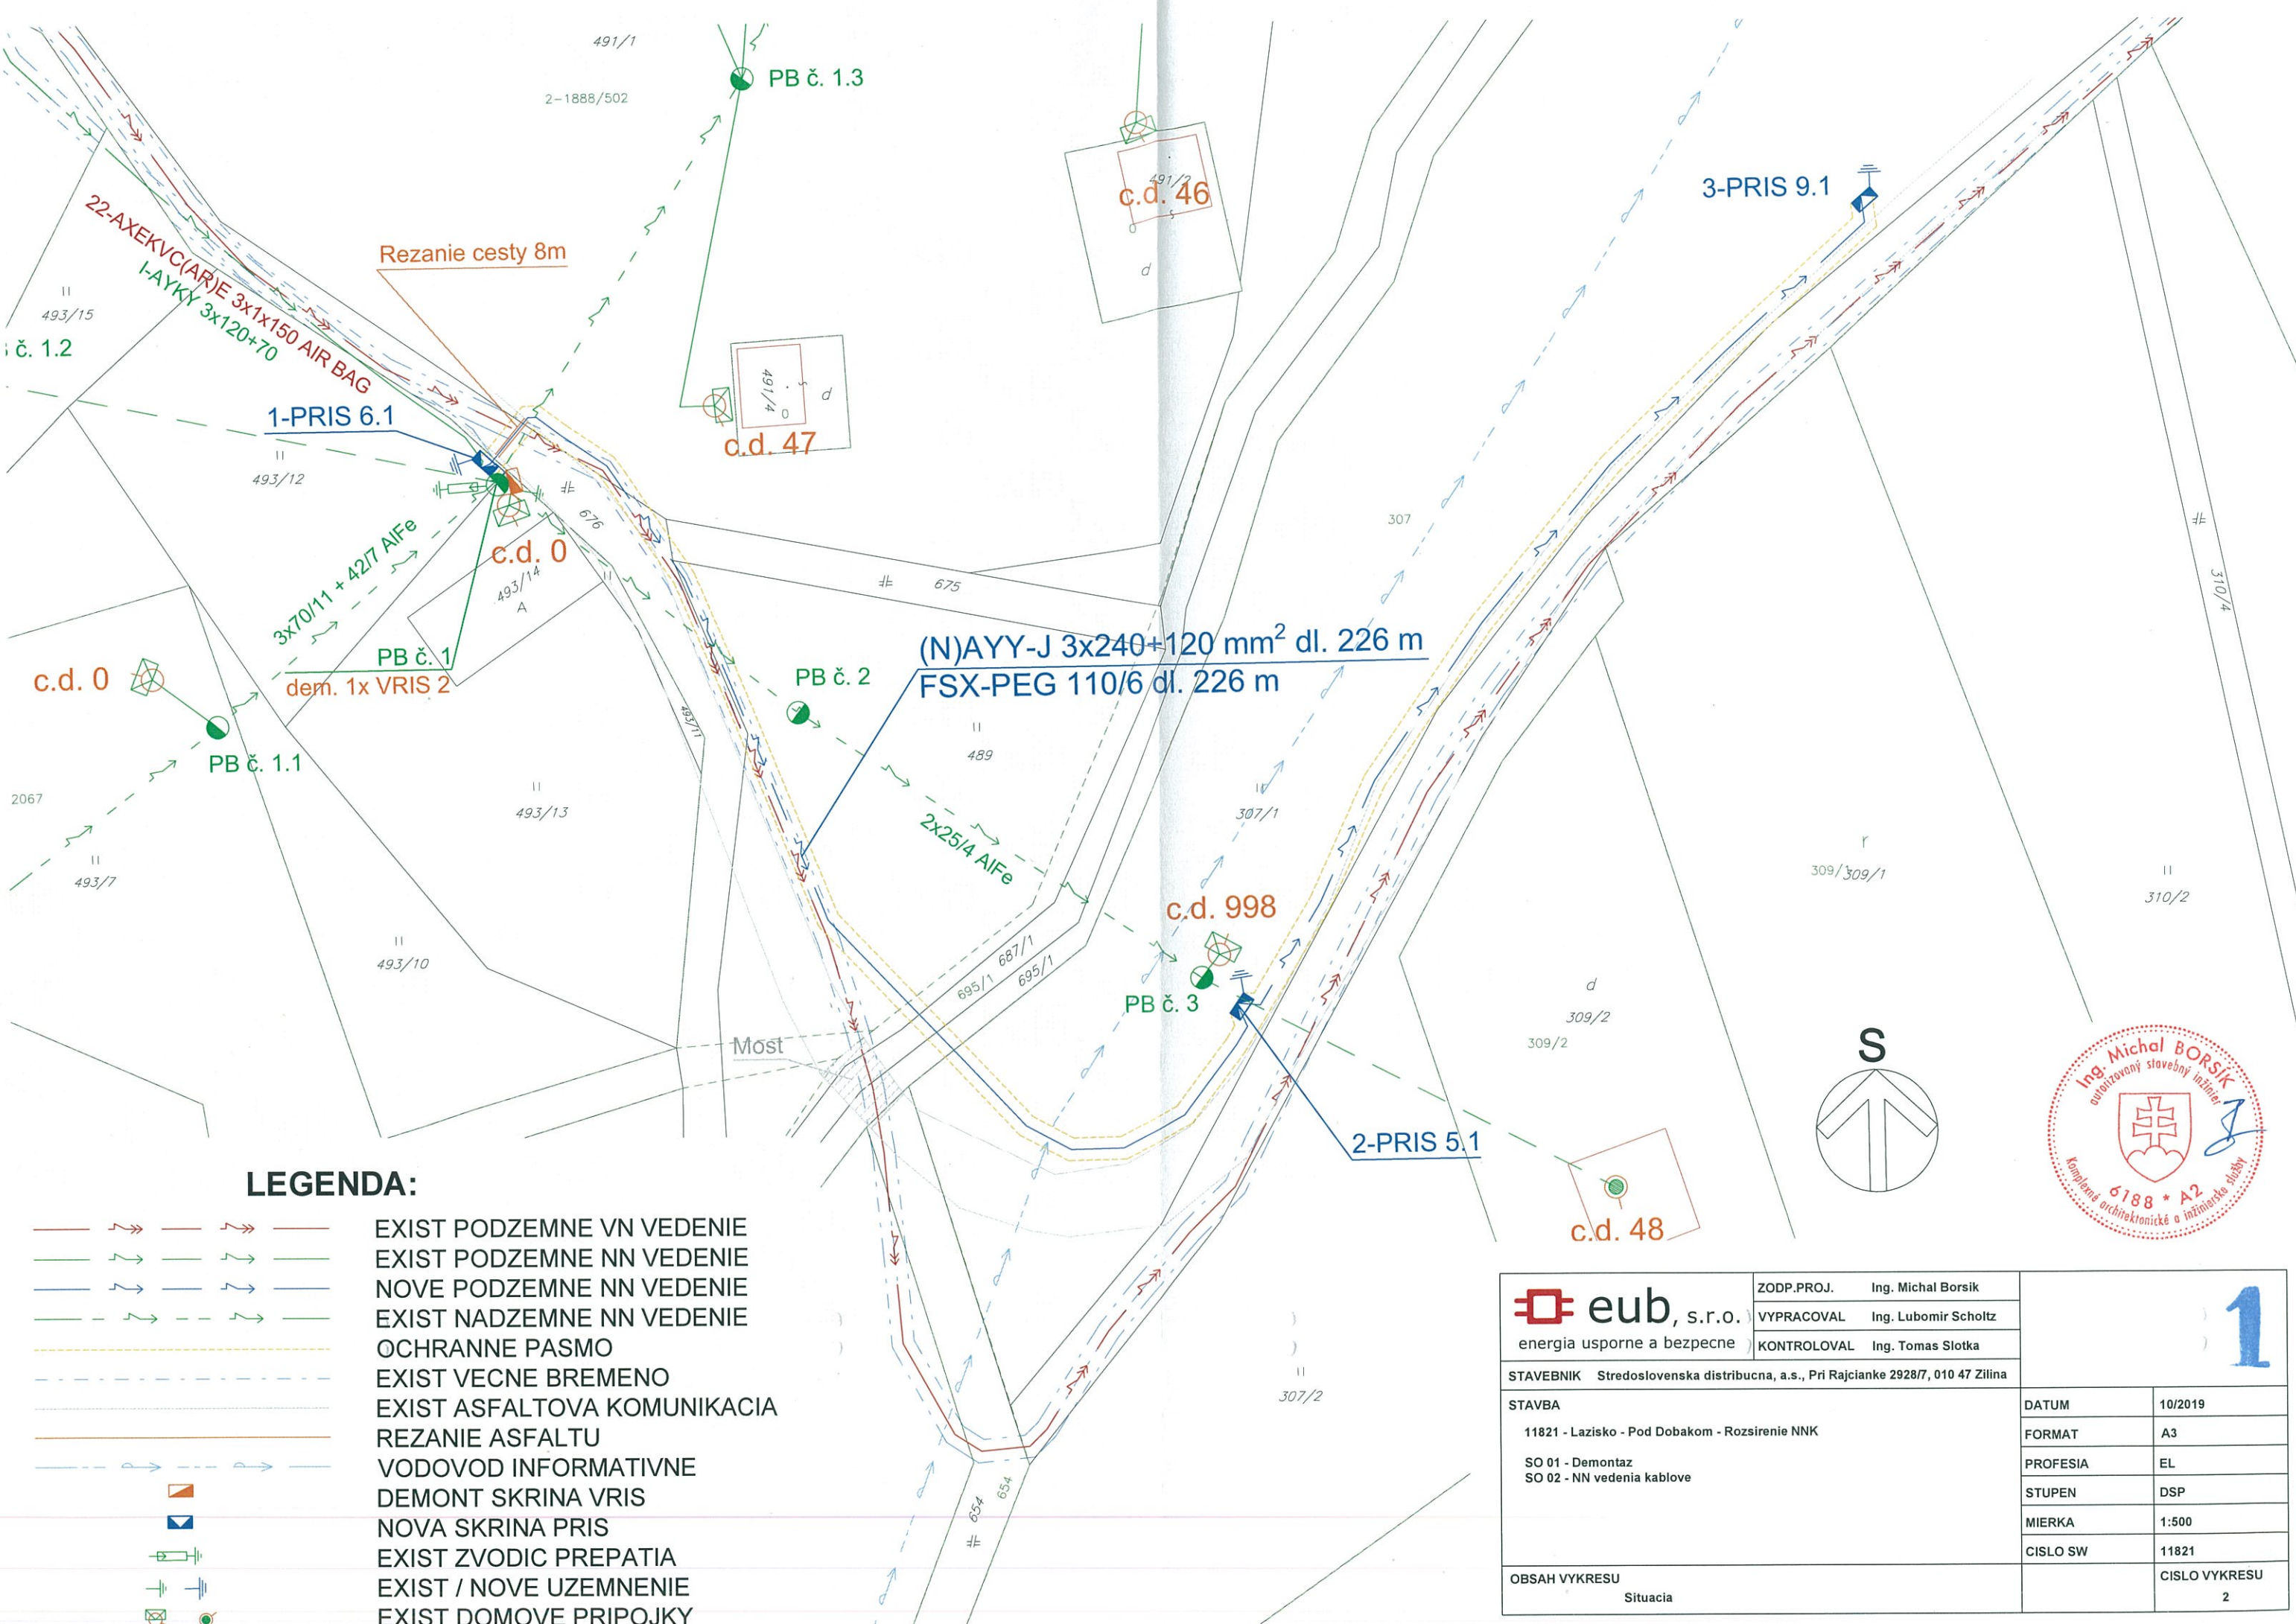 491/1
2-1888/502
PB č. 1.3
22-AXEKVC(AR)E 3x1x150 AIR BAG
I-AYKY 3x120+70
Rezanie cesty 8m
491/2
c.d. 46
s
o
d
3-PRIS 9.1
493/15
č. 1.2
1-PRIS 6.1
493/12
491/4
s
o
d
c.d. 47
676
c.d. 0
493/14
A
3x70/11 + 42/7 AlFe
675
307
310/4
PB č. 1
dem. 1x VRIS 2
c.d. 0
PB č. 1.1
2067
493/7
493/13
493/11
493/10
(N)AYY-J 3x240+120 mm² dl. 226 m
FSX-PEG 110/6 dl. 226 m
PB č. 2
489
2x25/4 AlFe
307/1
c.d. 998
PB č. 3
695/1
687/1
695/1
Most
2-PRIS 5.1
r
309/1
310/2
d
309/2
309/2
c.d. 48
307/2
654
654
S
Ing. Michal BORSÍK
autorizovaný stavebný inžinier
6188 * A2
Komplexné architektonické a inžinierske služby
LEGENDA:
EXIST PODZEMNE VN VEDENIE
EXIST PODZEMNE NN VEDENIE
NOVE PODZEMNE NN VEDENIE
EXIST NADZEMNE NN VEDENIE
OCHRANNE PASMO
EXIST VECNE BREMENO
EXIST ASFALTOVA KOMUNIKACIA
REZANIE ASFALTU
VODOVOD INFORMATIVNE
DEMONT SKRINA VRIS
NOVA SKRINA PRIS
EXIST ZVODIC PREPATIA
EXIST / NOVE UZEMNENIE
EXIST DOMOVE PRIPOJKY
eub, s.r.o.
energia usporne a bezpecne
ZODP.PROJ. Ing. Michal Borsik
VYPRACOVAL Ing. Lubomir Scholtz
KONTROLOVAL Ing. Tomas Slotka
1
STAVEBNIK Stredoslovenska distribucna, a.s., Pri Rajcianke 2928/7, 010 47 Zilina
STAVBA
11821 - Lazisko - Pod Dobakom - Rozsirenie NNK
SO 01 - Demontaz
SO 02 - NN vedenia kablove
DATUM 10/2019
FORMAT A3
PROFESIA EL
STUPEN DSP
MIERKA 1:500
CISLO SW 11821
OBSAH VYKRESU
Situacia
CISLO VYKRESU
2